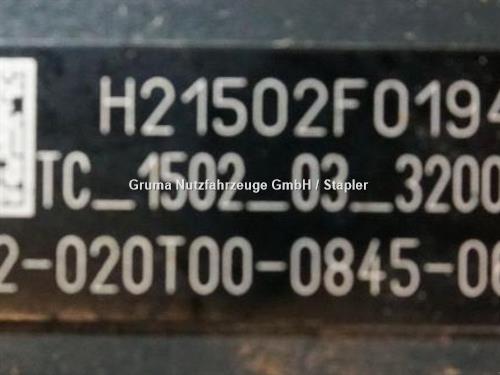 H21502F0194
TC_1502_03_3200
Gruma Nutzfahrzeuge GmbH / Stapler
2-020T00-0845-06